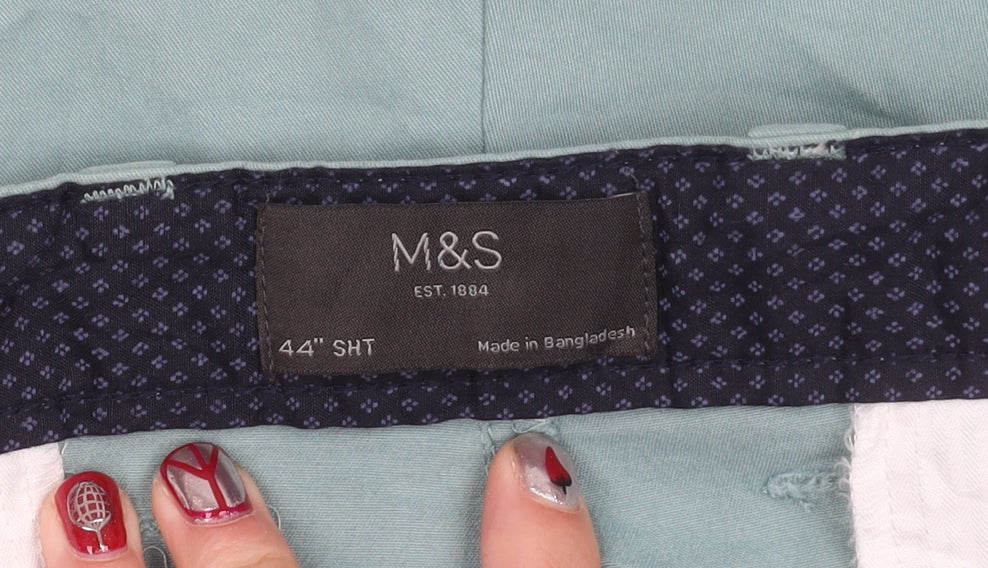 M&S
EST. 1884
44" SHT
Made in Bangladesh